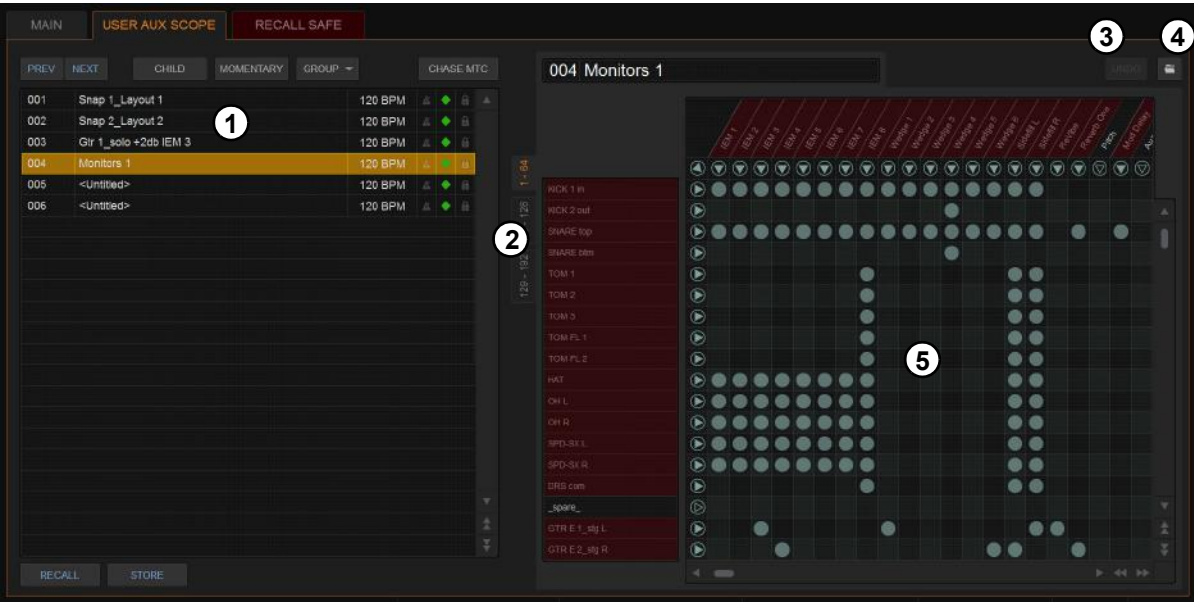 MAIN USER AUX SCOPE RECALL SAFE
3 4
PREV NEXT CHILD MOMENTARY GROUP CHASE MTC
004 Monitors 1
UNDO
001 Snap 1_Layout 1 120 BPM
002 Snap 2_Layout 2 120 BPM
003 Gtr 1_solo +2db IEM 3 120 BPM
004 Monitors 1 120 BPM
005 <Untitled> 120 BPM
006 <Untitled> 120 BPM
1
1 - 64
2
129 - 192
IEM 1 IEM 2 IEM 3 IEM 4 IEM 5 IEM 6 IEM 7 IEM 8 Wedge 1 Wedge 2 Wedge 3 Wedge 4 Wedge 5 Wedge 6 Sidefill L Sidefill R Reverb One Patch Mod Delay
KICK 1 in
KICK 2 out
SNARE top
SNARE btm
TOM 1
TOM 2
TOM 3
TOM FL 1
TOM FL 2
HAT
OH L
OH R
SPD-SX L
SPD-SX R
DRS com
_spare_
GTR E 1_stg L
GTR E 2_stg R
5
RECALL STORE